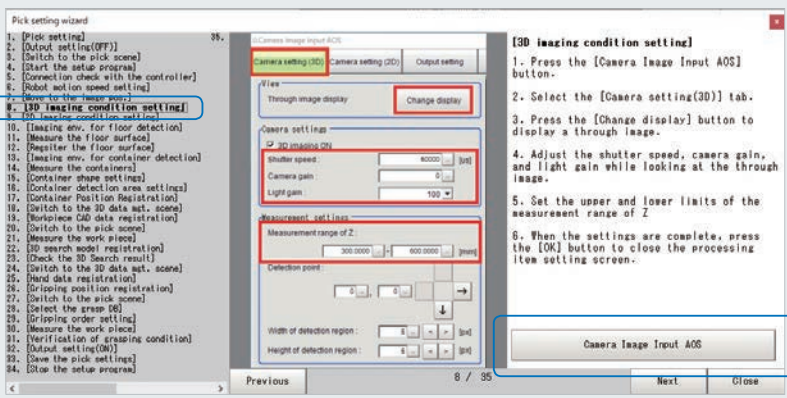 Pick setting wizard
1. [Pick setting]
35.
2. [Output setting(OFF)]
3. [Switch to the pick scene]
4. [Start the setup program]
5. [Connection check with the controller]
6. [Robot motion speed setting]
7. [Move to the image pos.]
8. [3D imaging condition setting]
9. [2D imaging condition setting]
10. [Imaging env. for floor detection]
11. [Measure the floor surface]
12. [Regsiter the floor surface]
13. [Imaging env. for container detection]
14. [Measure the containers]
15. [Container shape settings]
16. [Container detection area settings]
17. [Container Position Registration]
18. [Switch to the 3D data mgt. scene]
19. [Workpiece CAD data registration]
20. [Switch to the pick scene]
21. [Measure the work piece]
22. [3D search model registration]
23. [Check the 3D Search result]
24. [Switch to the 3D data mgt. scene]
25. [Hand data registration]
26. [Gripping position registration]
27. [Switch to the pick scene]
28. [Select the grasp DB]
29. [Gripping order setting]
30. [Measure the work piece]
31. [Verification of grasping condition]
32. [Output setting(ON)]
33. [Save the pick settings]
34. [Stop the setup program]
Camera Image Input AOS
Camera setting (3D) Camera setting (2D) Output setting
View
Through image display Change display
Camera settings
3D imaging ON
Shutter speed : 60000 ... [us]
Camera gain : 0 ...
Light gain : 100
Measurement settings
Measurement range of Z :
300.0000 ... - 600.0000 ... [mm]
Detection point :
0 ... , 0 ...
Width of detection region : 6 ... < > [px]
Height of detection region : 6 ... < > [px]
[3D imaging condition setting]
1. Press the [Camera Image Input AOS]
button.
2. Select the [Camera setting(3D)] tab.
3. Press the [Change display] button to
display a through image.
4. Adjust the shutter speed, camera gain,
and light gain while looking at the through
image.
5. Set the upper and lower limits of the
measurement range of Z
6. When the settings are complete, press
the [OK] button to close the processing
item setting screen.
Camera Image Input AOS
Previous 8 / 35 Next Close